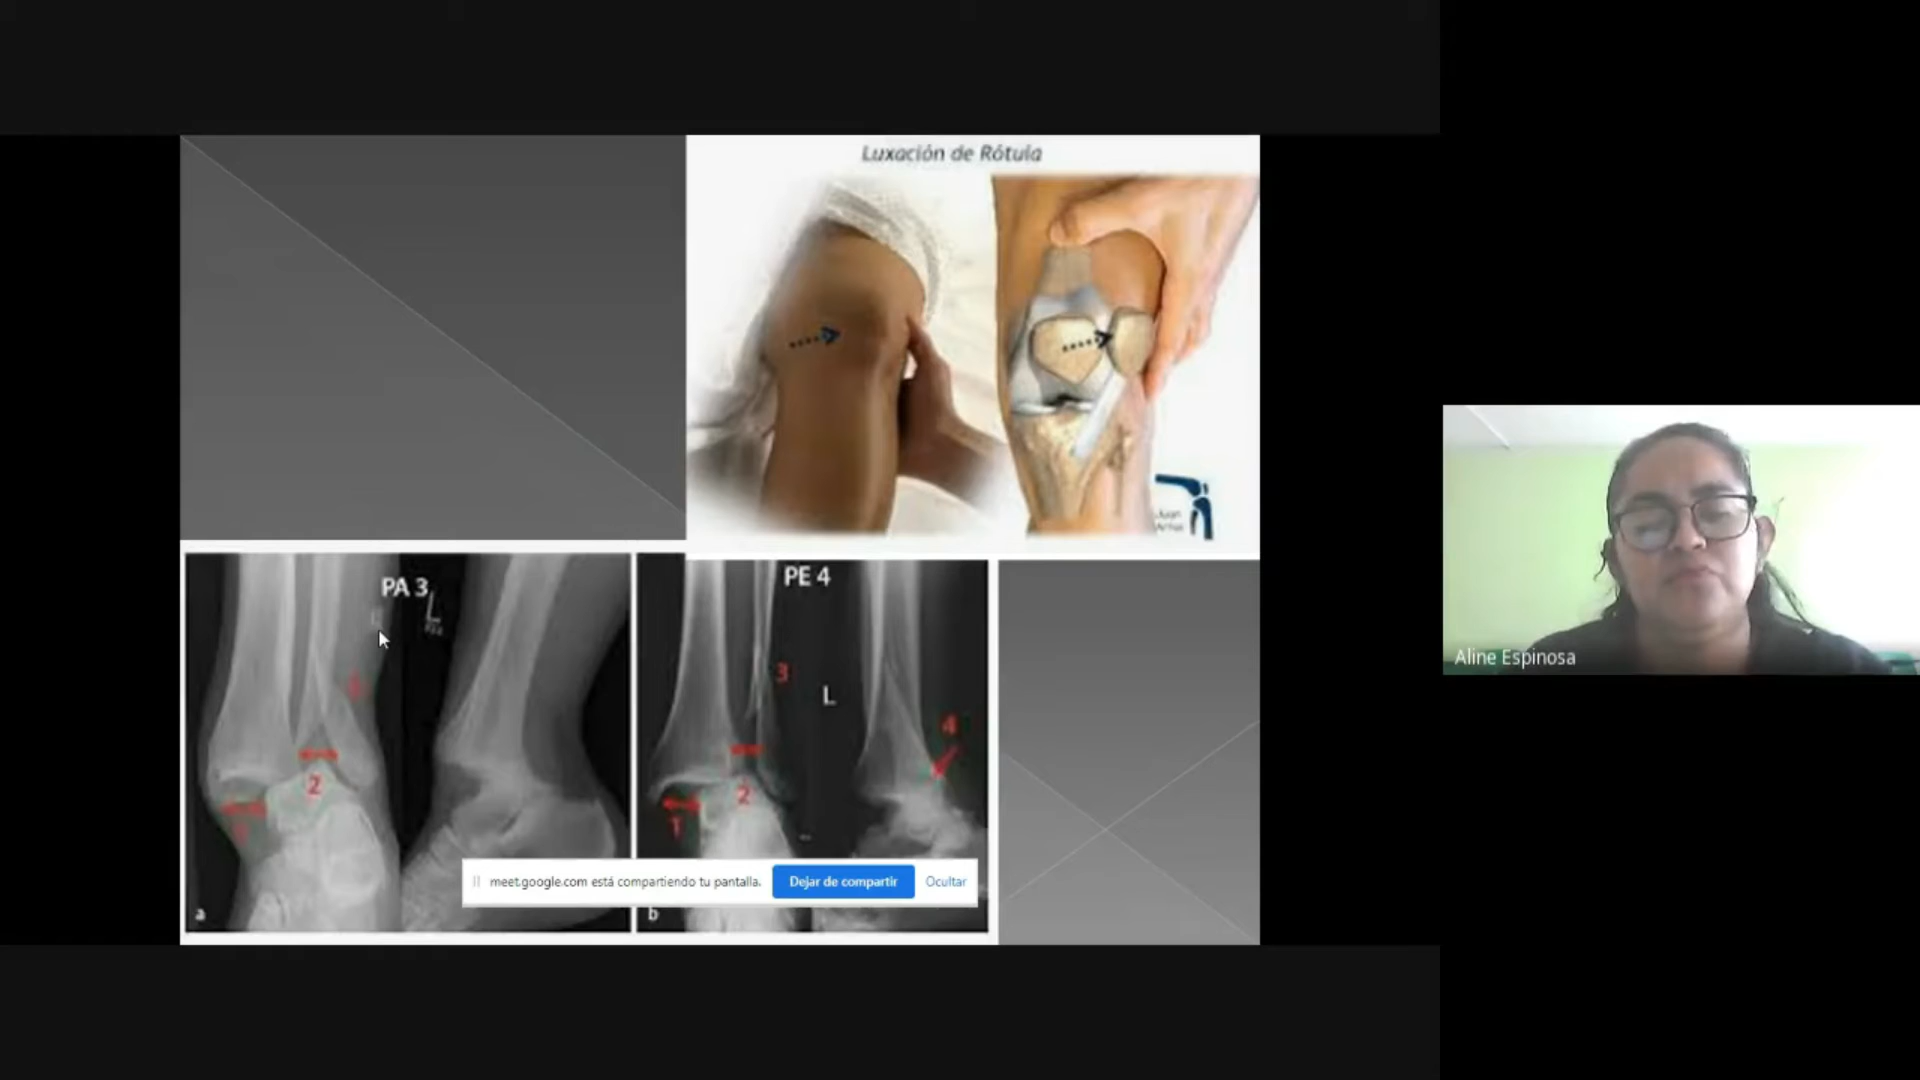 Luxación de Rótula
Juan
PA 3
L
2
a
PE 4
3
L
4
2
1
b
meet.google.com está compartiendo tu pantalla.
Dejar de compartir
Ocultar
Aline Espinosa